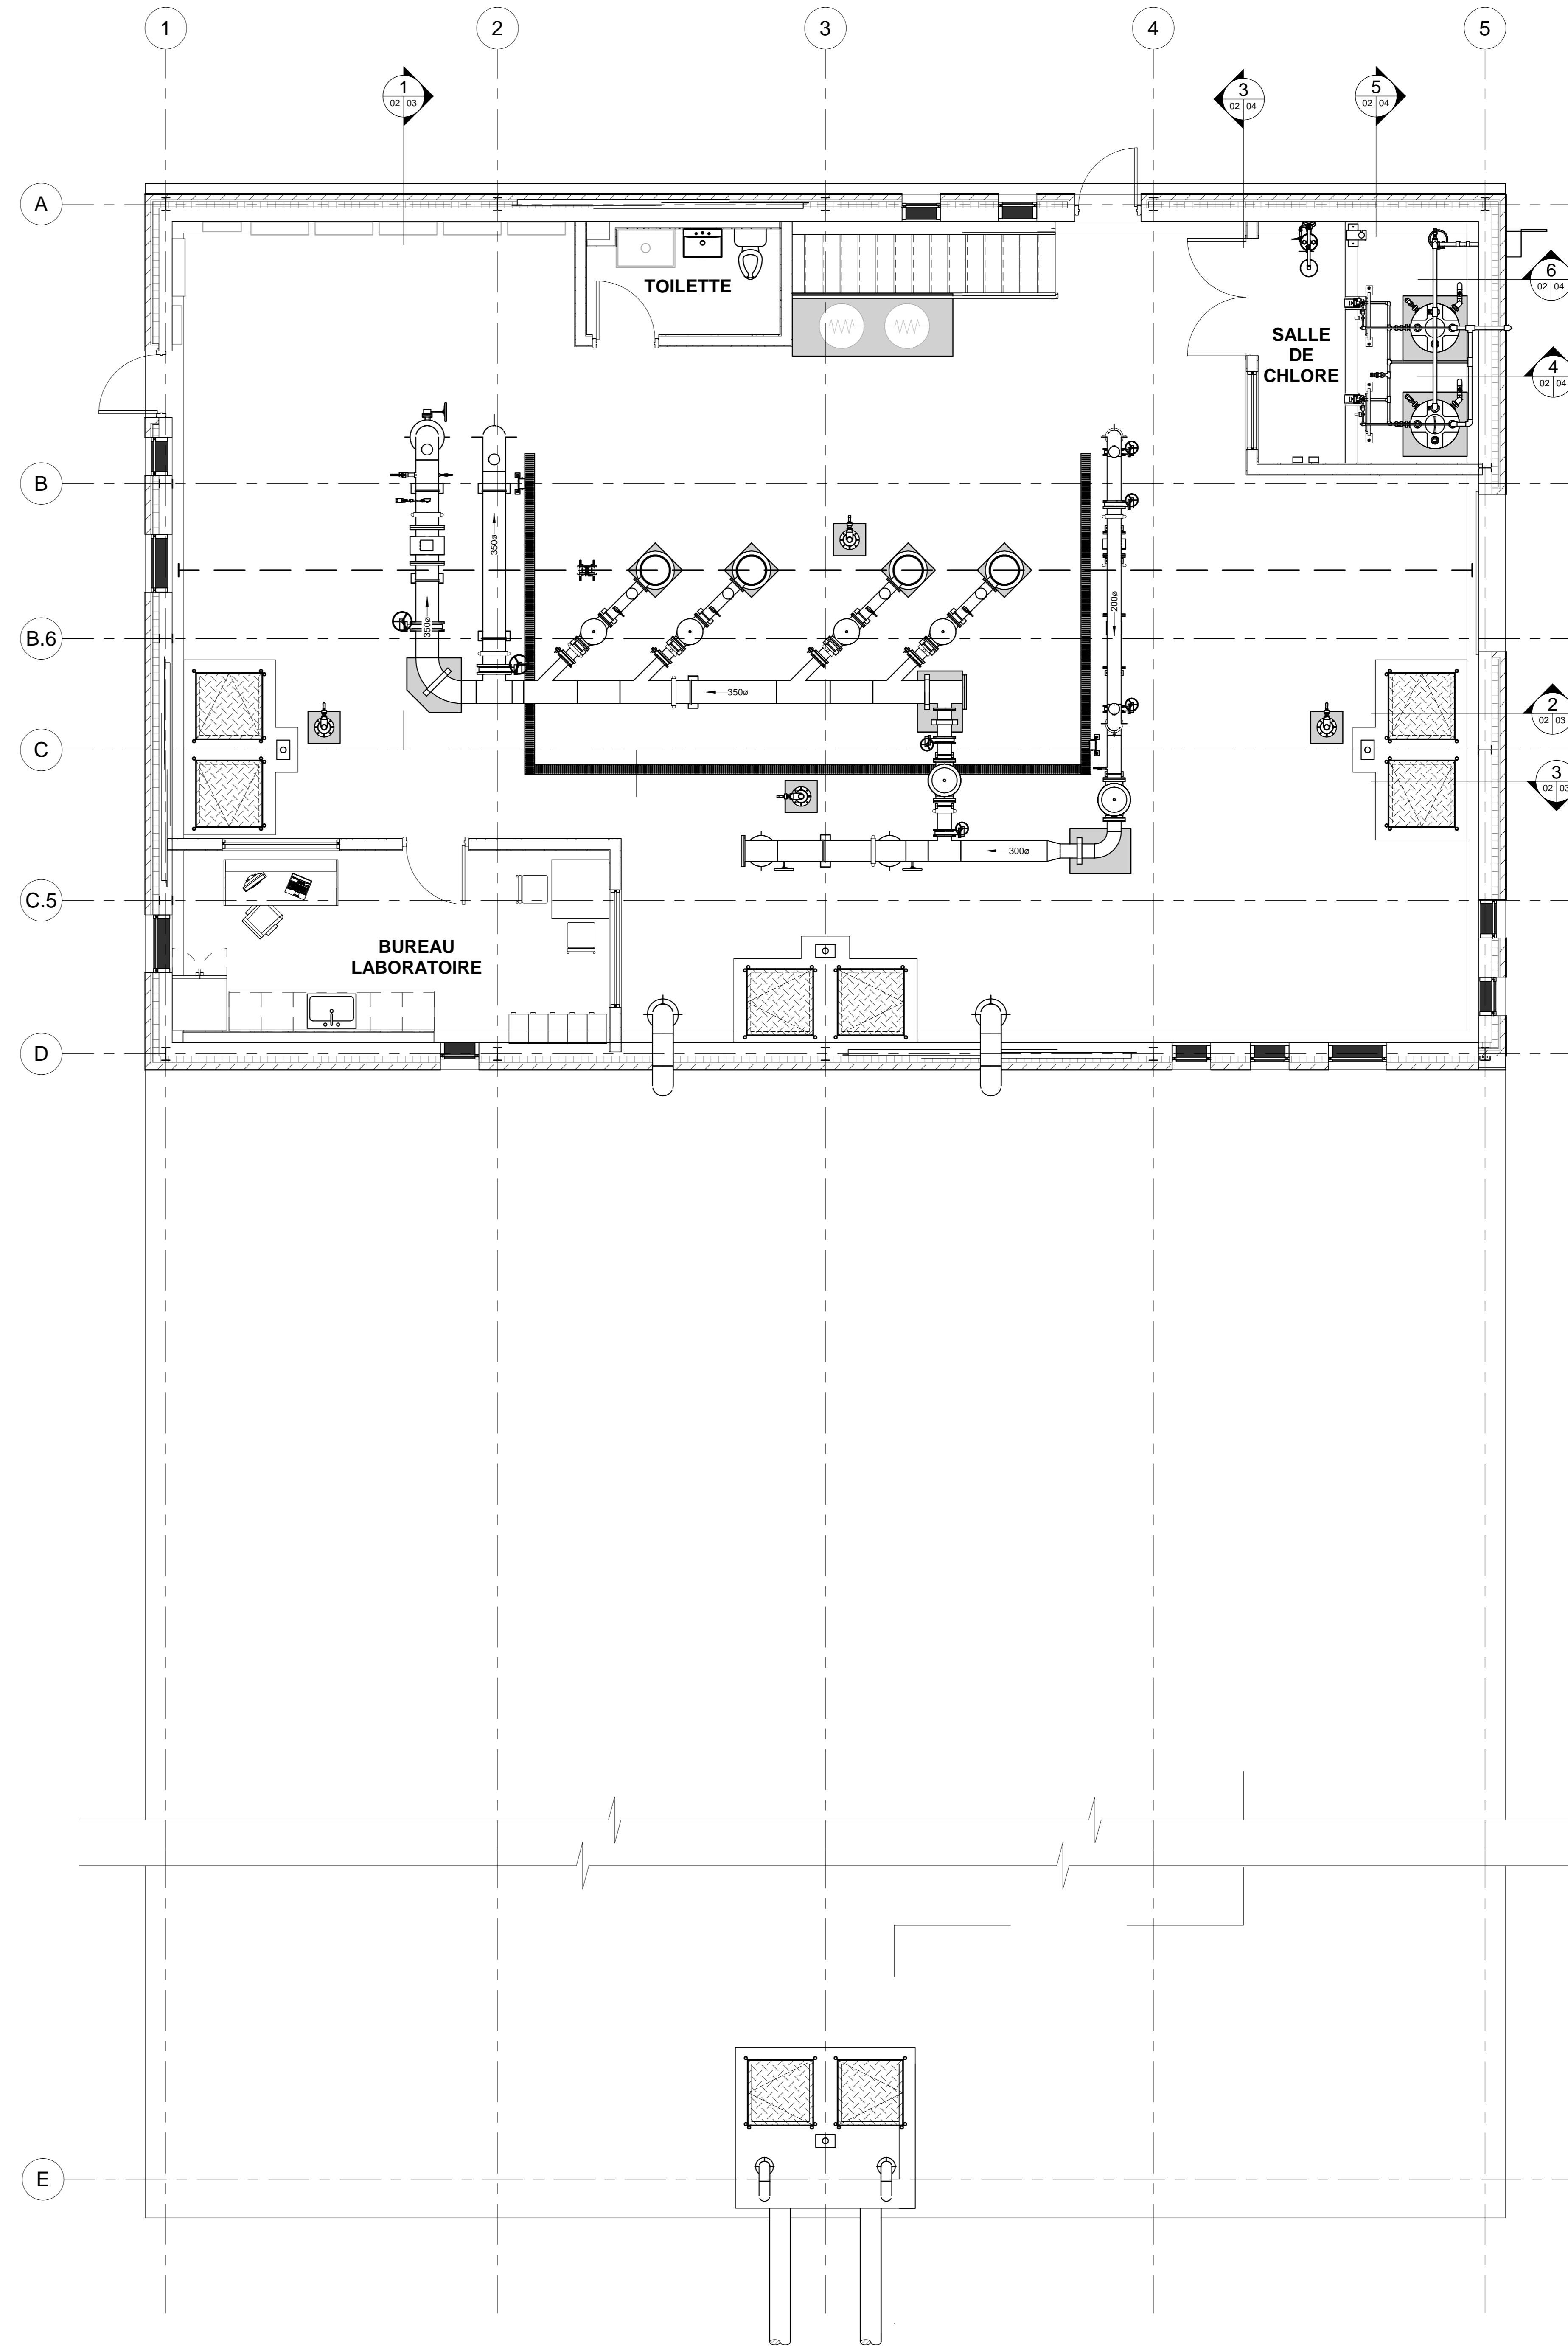 1
2
3
4
5
1
02 03
3
02 04
5
02 04
A
TOILETTE
SALLE
DE
CHLORE
6
02 04
4
02 04
B
350ø
200ø
350ø
B.6
350ø
2
02 03
C
3
02 03
300ø
C.5
BUREAU
LABORATOIRE
D
E